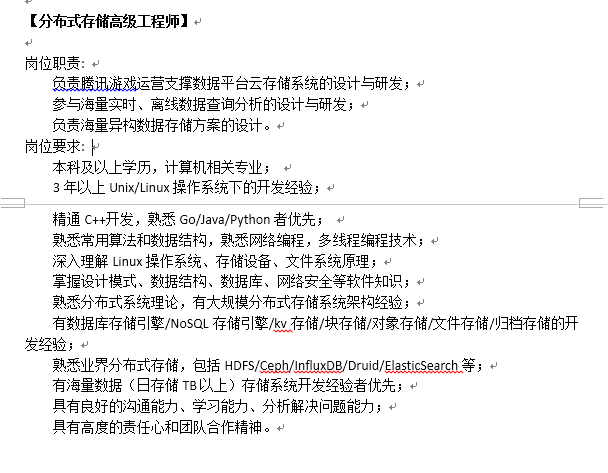 【分布式存储高级工程师】
岗位职责：
负责腾讯游戏运营支撑数据平台云存储系统的设计与研发；
参与海量实时、离线数据查询分析的设计与研发；
负责海量异构数据存储方案的设计。
岗位要求：
本科及以上学历，计算机相关专业；
3 年以上 Unix/Linux 操作系统下的开发经验；
精通 C++开发，熟悉 Go/Java/Python 者优先；
熟悉常用算法和数据结构，熟悉网络编程，多线程编程技术；
深入理解 Linux 操作系统、存储设备、文件系统原理；
掌握设计模式、数据结构、数据库、网络安全等软件知识；
熟悉分布式系统理论，有大规模分布式存储系统架构经验；
有数据库存储引擎/NoSQL 存储引擎/kv 存储/块存储/对象存储/文件存储/归档存储的开
发经验；
熟悉业界分布式存储，包括 HDFS/Ceph/InfluxDB/Druid/ElasticSearch 等；
有海量数据（日存储 TB 以上）存储系统开发经验者优先；
具有良好的沟通能力、学习能力、分析解决问题能力；
具有高度的责任心和团队合作精神。